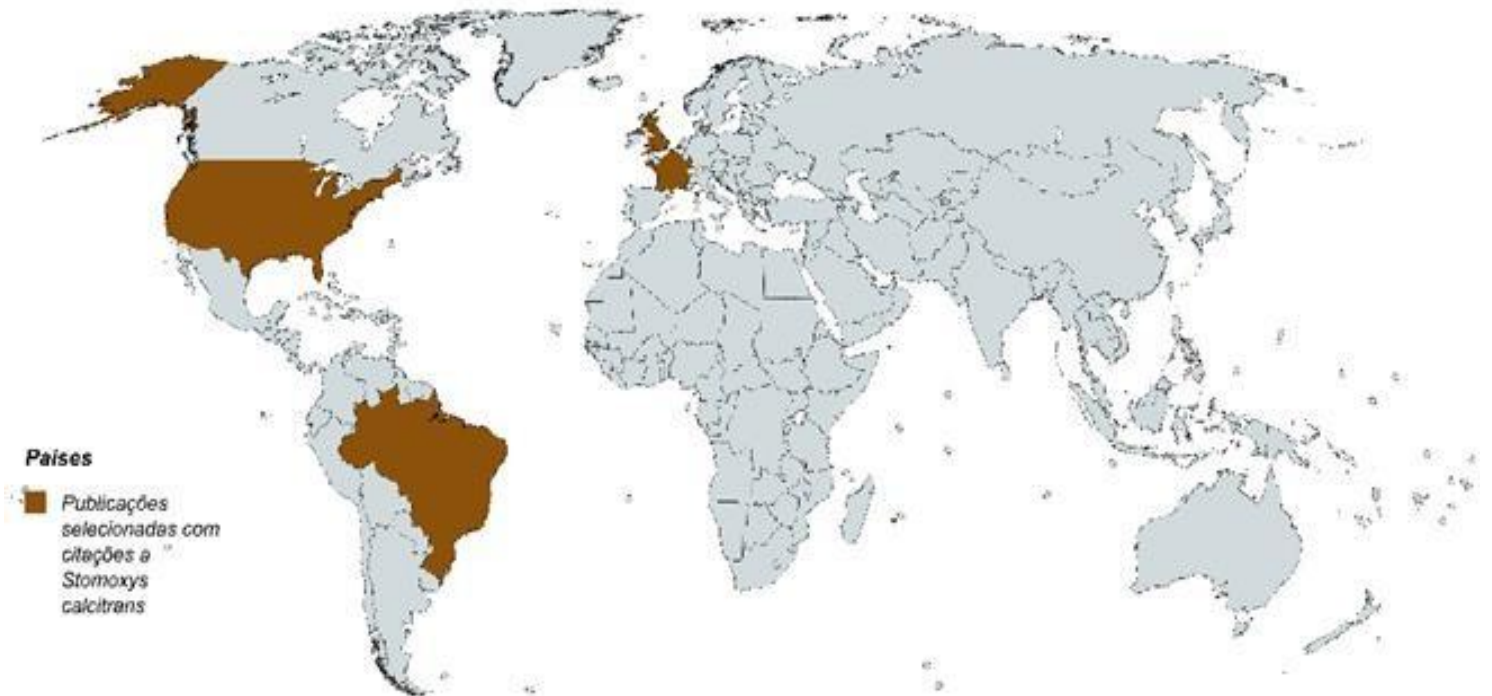 Países
Publicações
selecionadas com
citações a
Stomoxys
calcitrans